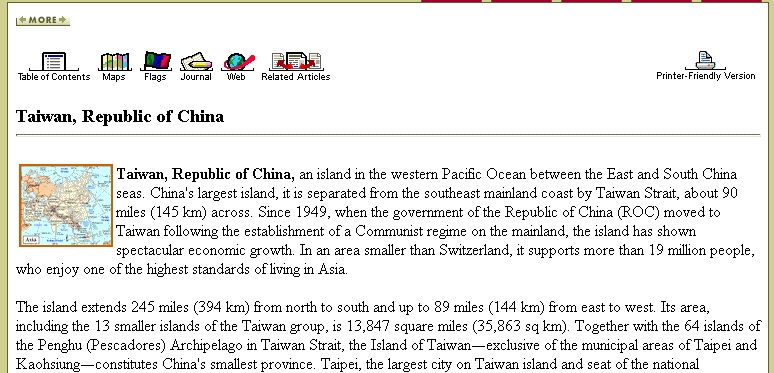 MORE
Table of Contents Maps Flags Journal Web Related Articles Printer-Friendly Version
Taiwan, Republic of China
Taiwan, Republic of China, an island in the western Pacific Ocean between the East and South China
seas. China's largest island, it is separated from the southeast mainland coast by Taiwan Strait, about 90
miles (145 km) across. Since 1949, when the government of the Republic of China (ROC) moved to
Taiwan following the establishment of a Communist regime on the mainland, the island has shown
spectacular economic growth. In an area smaller than Switzerland, it supports more than 19 million people,
who enjoy one of the highest standards of living in Asia.
Asia
The island extends 245 miles (394 km) from north to south and up to 89 miles (144 km) from east to west. Its area,
including the 13 smaller islands of the Taiwan group, is 13,847 square miles (35,863 sq km). Together with the 64 islands of
the Penghu (Pescadores) Archipelago in Taiwan Strait, the Island of Taiwan—exclusive of the municipal areas of Taipei and
Kaohsiung—constitutes China's smallest province. Taipei, the largest city on Taiwan island and seat of the national